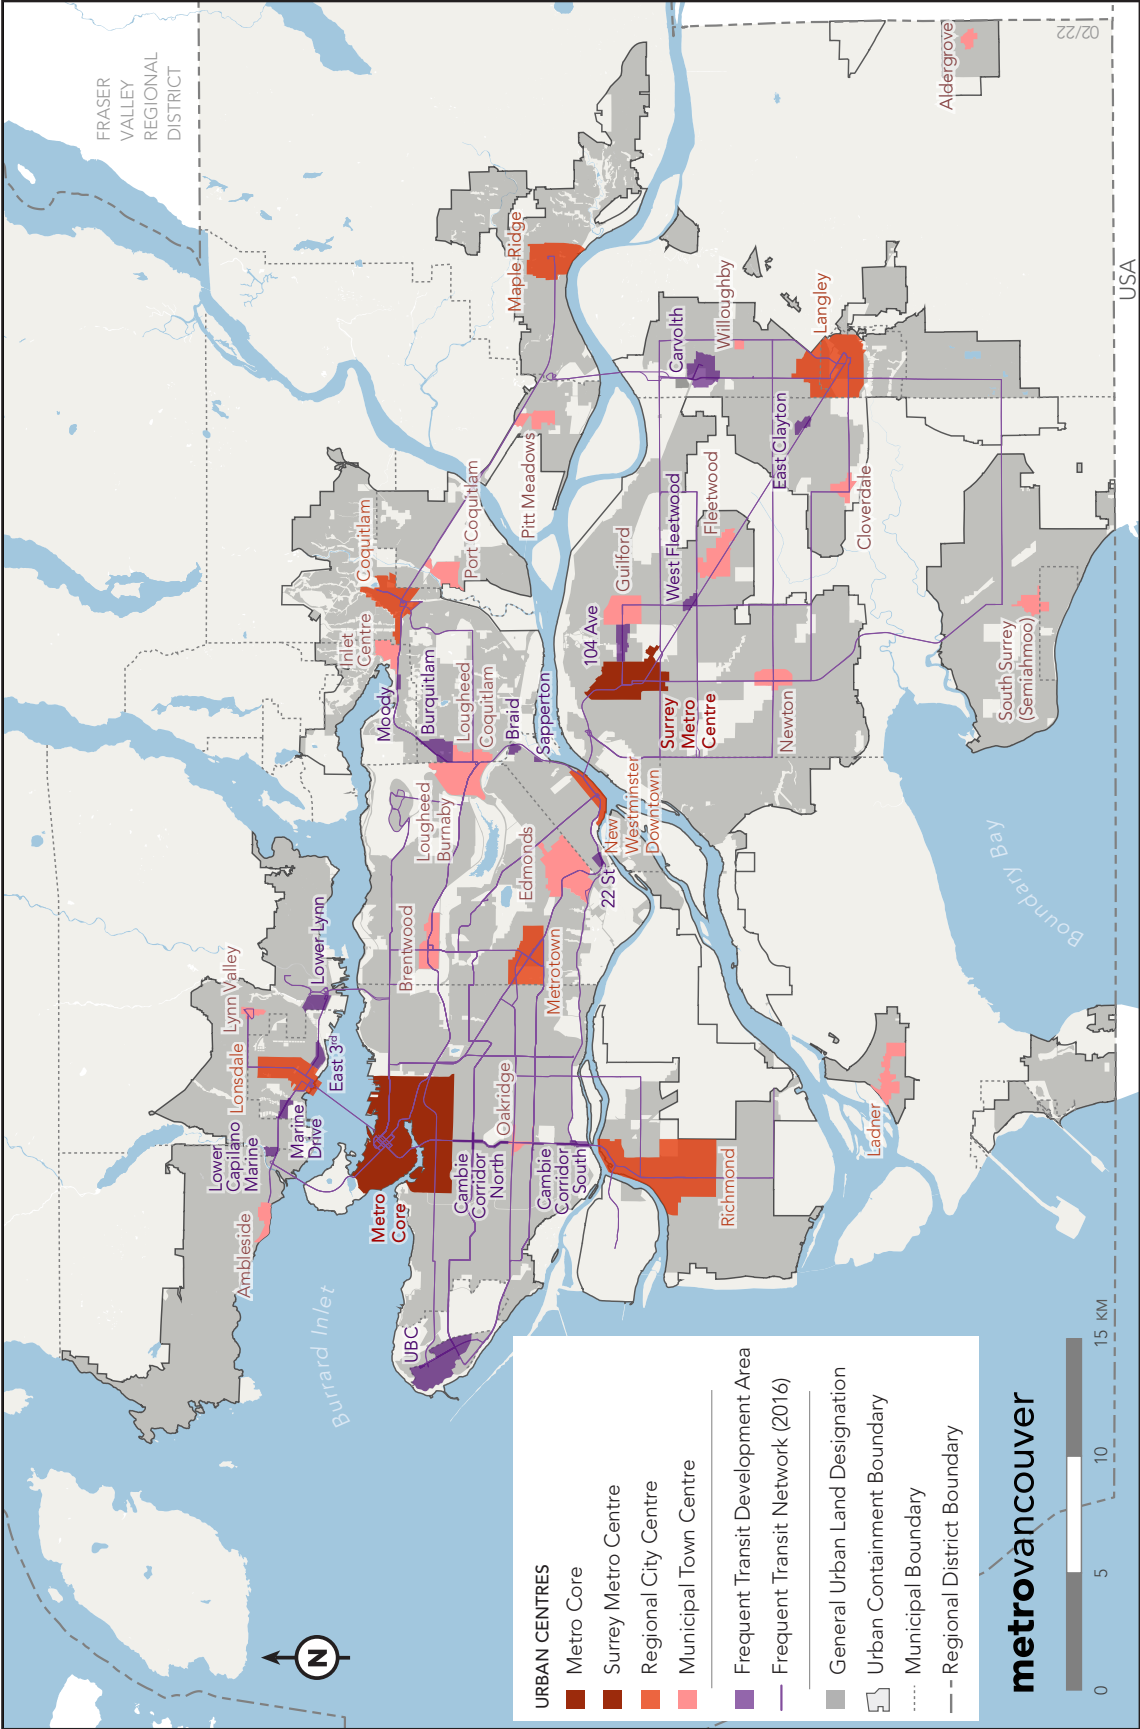 FRASER
VALLEY
REGIONAL
DISTRICT
02/22
Aldergrove
USA
Maple Ridge
Carvolth
Willoughby
Langley
East Clayton
Cloverdale
Pitt Meadows
Port Coquitlam
Coquitlam
Inlet
Centre
Moody
Burquitlam
Lougheed
Coquitlam
Braid
Sapperton
Guilford
104 Ave
West Fleetwood
Fleetwood
Surrey
Metro
Centre
Newton
South Surrey
(Semiahmoo)
Boundary Bay
Lougheed
Burnaby
Edmonds
New
Westminster
Downtown
22 St
Brentwood
Metrotown
Lynn Valley
Lower Lynn
Lonsdale
East 3rd
Marine
Drive
Lower
Capilano
Marine
Ambleside
Burrard Inlet
Metro
Core
Cambie
Corridor
North
Oakridge
Cambie
Corridor
South
Richmond
Ladner
UBC
N
URBAN CENTRES
Metro Core
Surrey Metro Centre
Regional City Centre
Municipal Town Centre
Frequent Transit Development Area
Frequent Transit Network (2016)
General Urban Land Designation
Urban Containment Boundary
Municipal Boundary
Regional District Boundary
metrovancouver
0 5 10 15 KM